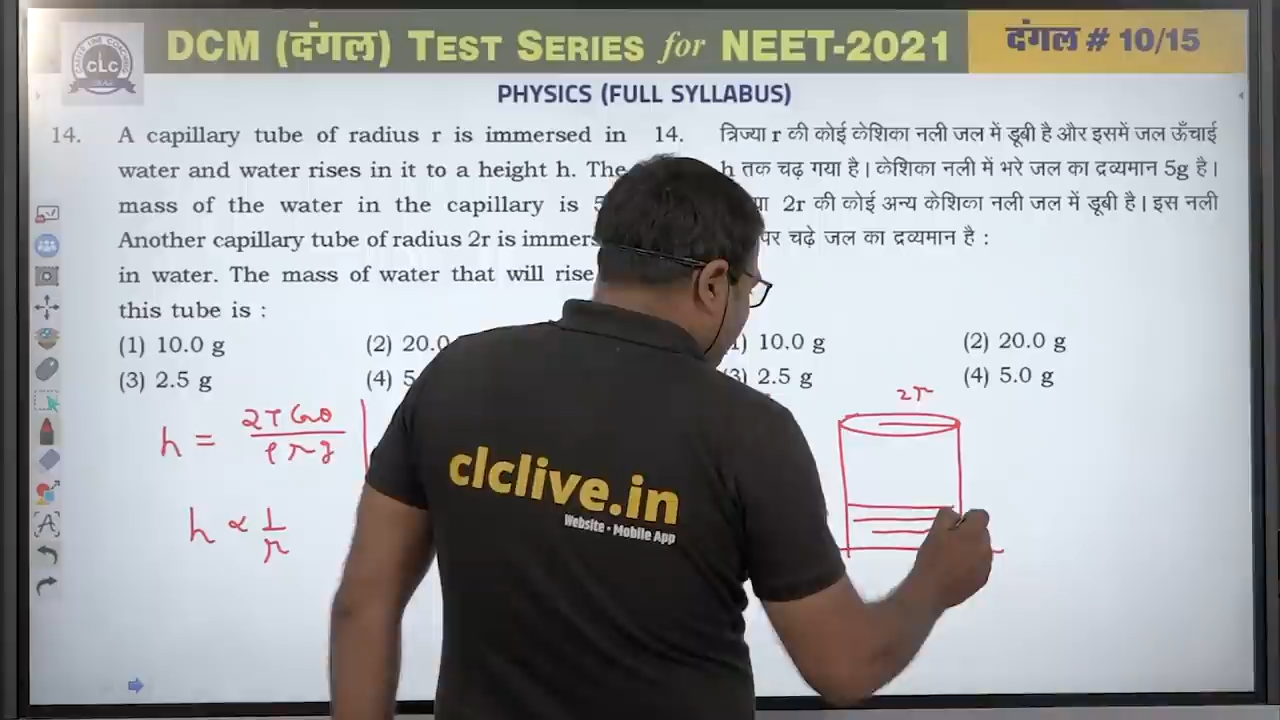 DCM (दंगल) TEST SERIES for NEET-2021
दंगल # 10/15
CLC
PHYSICS (FULL SYLLABUS)
14. A capillary tube of radius r is immersed in
water and water rises in it to a height h. The
mass of the water in the capillary is 5
Another capillary tube of radius 2r is immers
in water. The mass of water that will rise
this tube is :
(1) 10.0 g (2) 20.0
(3) 2.5 g (4) 5
14. त्रिज्या r की कोई केशिका नली जल में डूबी है और इसमें जल ऊँचाई
h तक चढ़ गया है। केशिका नली में भरे जल का द्रव्यमान 5g है।
2r की कोई अन्य केशिका नली जल में डूबी है। इस नली
पर चढ़े जल का द्रव्यमान है :
1) 10.0 g (2) 20.0 g
(3) 2.5 g (4) 5.0 g
h = 2T Cosθ / ρrg
h ∝ 1/r
2r
clclive.in
Website • Mobile App